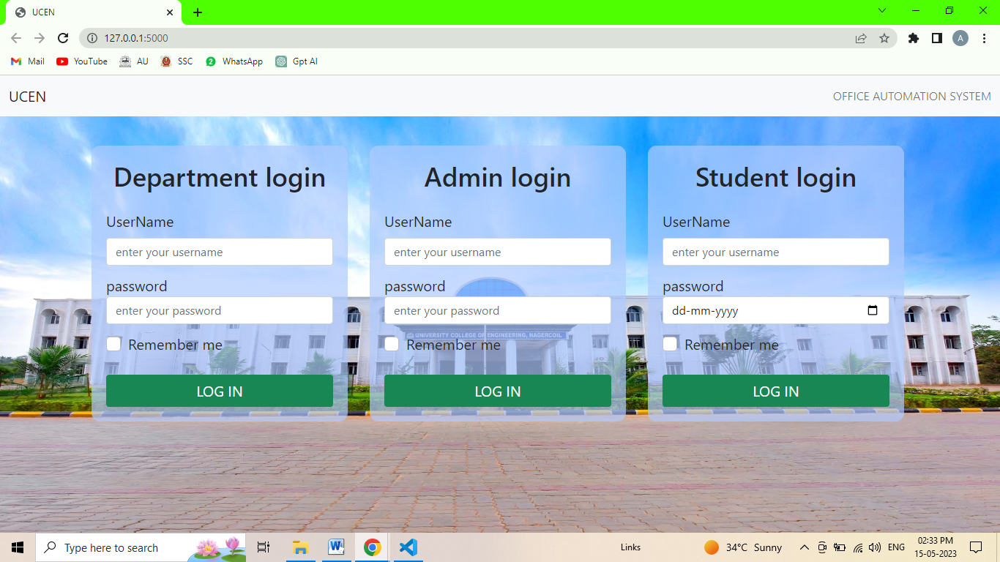 UCEN
127.0.0.1:5000
A
Mail YouTube AU SSC 2 WhatsApp Gpt AI
UCEN OFFICE AUTOMATION SYSTEM
Department login
UserName
enter your username
password
enter your password
Remember me
LOG IN
Admin login
UserName
enter your username
password
enter your password
UNIVERSITY COLLEGE OF ENGINEERING, NAGERCOIL
Remember me
LOG IN
Student login
UserName
enter your username
password
dd-mm-yyyy
Remember me
LOG IN
Type here to search
W
Links
34°C Sunny
ENG
02:33 PM
15-05-2023